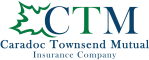 CTM
Caradoc Townsend Mutual
Insurance Company